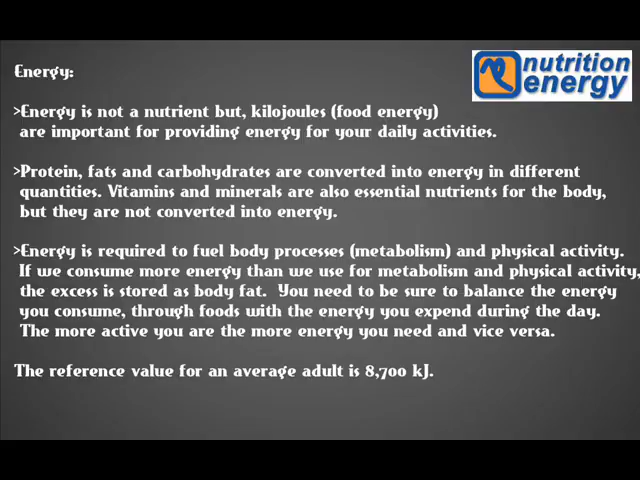 Energy:
nutrition
energy
>Energy is not a nutrient but, kilojoules (food energy)
are important for providing energy for your daily activities.
>Protein, fats and carbohydrates are converted into energy in different
quantities. Vitamins and minerals are also essential nutrients for the body,
but they are not converted into energy.
>Energy is required to fuel body processes (metabolism) and physical activity.
If we consume more energy than we use for metabolism and physical activity,
the excess is stored as body fat. You need to be sure to balance the energy
you consume, through foods with the energy you expend during the day.
The more active you are the more energy you need and vice versa.
The reference value for an average adult is 8,700 kJ.